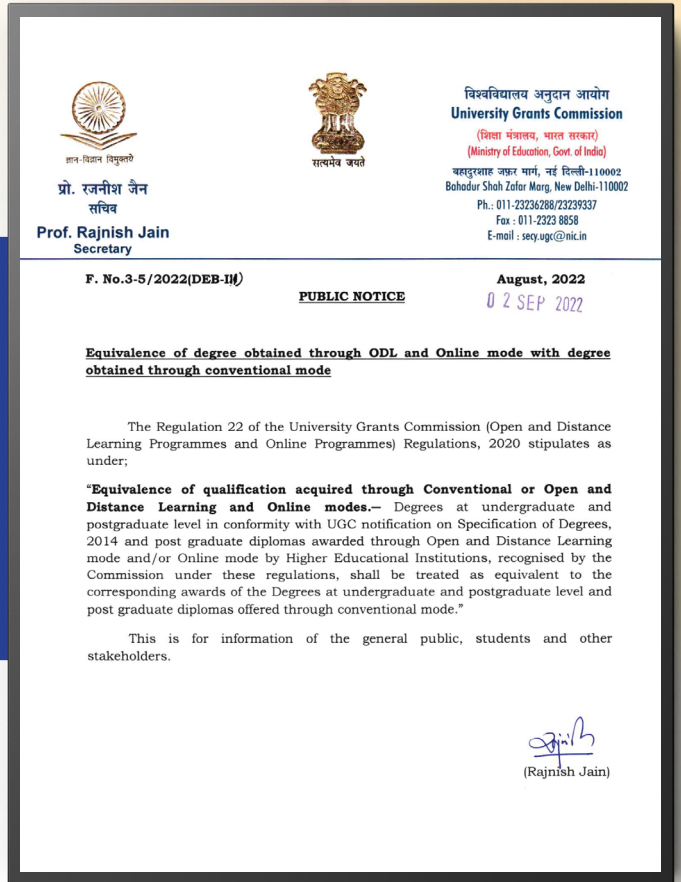 ज्ञान-विज्ञान विमुक्तये
प्रो. रजनीश जैन
सचिव
Prof. Rajnish Jain
Secretary
सत्यमेव जयते
विश्वविद्यालय अनुदान आयोग
University Grants Commission
(शिक्षा मंत्रालय, भारत सरकार)
(Ministry of Education, Govt. of India)
बहादुरशाह ज़फ़र मार्ग, नई दिल्ली-110002
Bahadur Shah Zafar Marg, New Delhi-110002
Ph.: 011-23236288/23239337
Fax : 011-2323 8858
E-mail : secy.ugc@nic.in
F. No.3-5/2022(DEB-III)
August, 2022
02 SEP 2022
PUBLIC NOTICE
Equivalence of degree obtained through ODL and Online mode with degree
obtained through conventional mode
The Regulation 22 of the University Grants Commission (Open and Distance
Learning Programmes and Online Programmes) Regulations, 2020 stipulates as
under;
“Equivalence of qualification acquired through Conventional or Open and
Distance Learning and Online modes.— Degrees at undergraduate and
postgraduate level in conformity with UGC notification on Specification of Degrees,
2014 and post graduate diplomas awarded through Open and Distance Learning
mode and/or Online mode by Higher Educational Institutions, recognised by the
Commission under these regulations, shall be treated as equivalent to the
corresponding awards of the Degrees at undergraduate and postgraduate level and
post graduate diplomas offered through conventional mode.”
This is for information of the general public, students and other
stakeholders.
(Rajnish Jain)